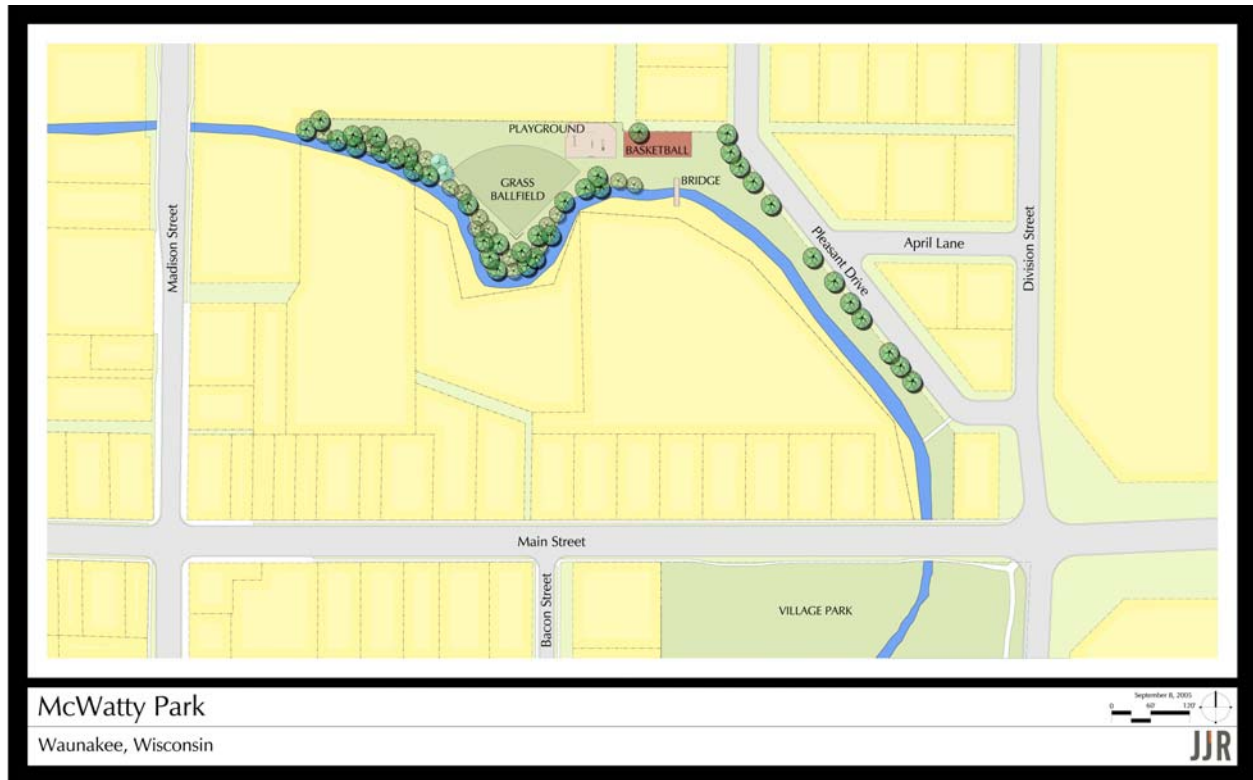 PLAYGROUND
BASKETBALL
GRASS
BALLFIELD
BRIDGE
Madison Street
Pleasant Drive
April Lane
Division Street
Main Street
Bacon Street
VILLAGE PARK
McWatty Park
Waunakee, Wisconsin
September 8, 2005
0 60' 120'
JJR